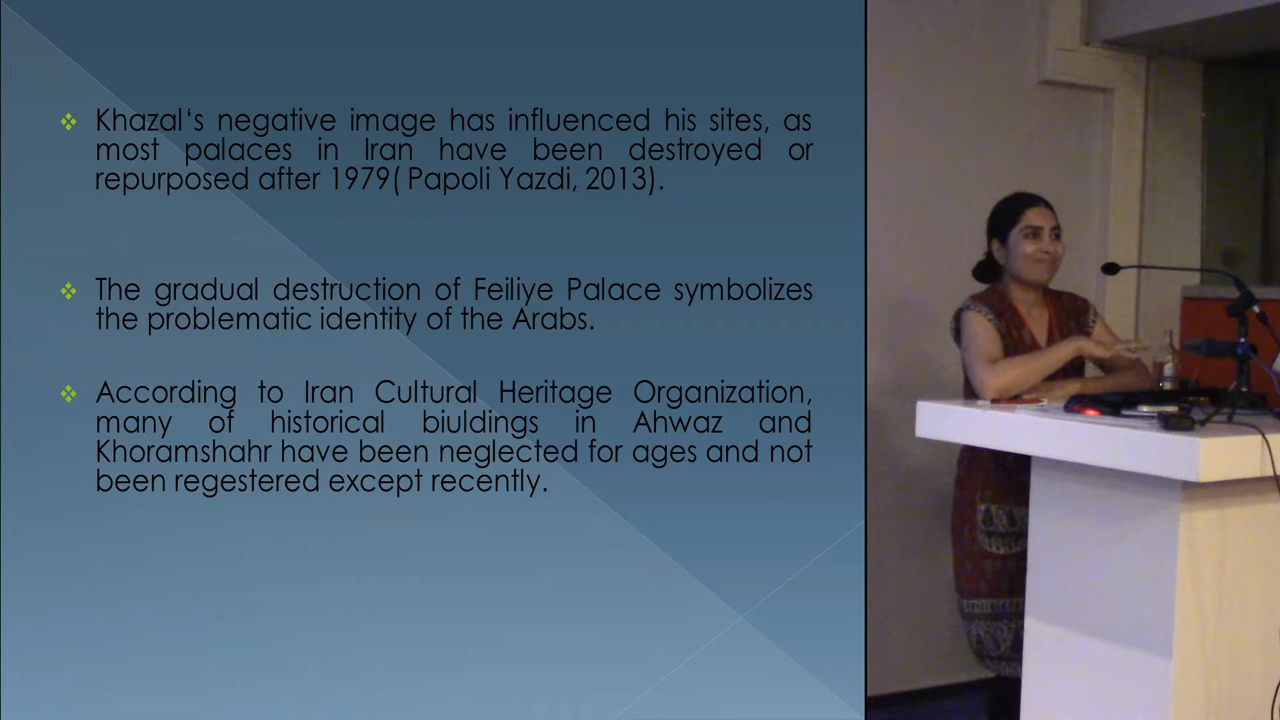 Khazal‘s negative image has influenced his sites, as
most palaces in Iran have been destroyed or
repurposed after 1979( Papoli Yazdi, 2013).
The gradual destruction of Feiliye Palace symbolizes
the problematic identity of the Arabs.
According to Iran Cultural Heritage Organization,
many of historical biuldings in Ahwaz and
Khoramshahr have been neglected for ages and not
been regestered except recently.